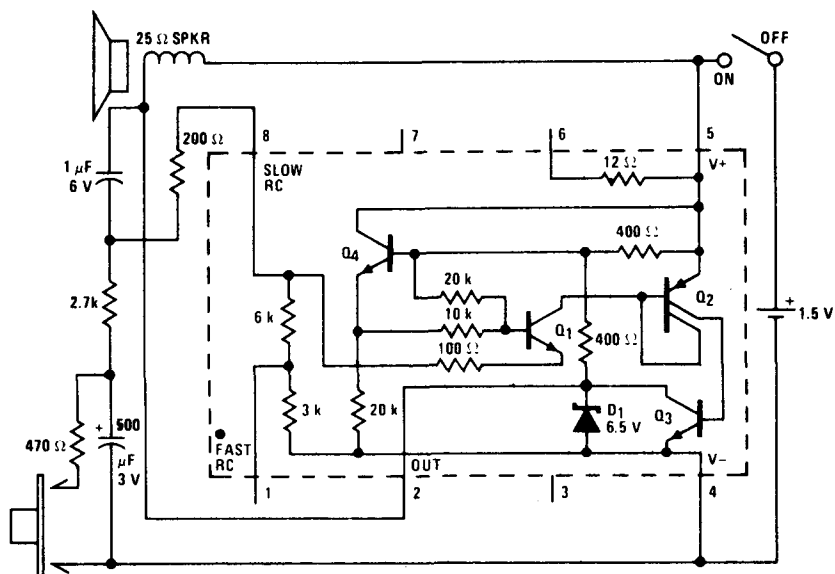 25 Ω SPKR
OFF
ON
1 µF
6 V
200 Ω
8
7
6
5
SLOW
RC
12 Ω
V+
Q4
400 Ω
20 k
Q2
2.7k
6 k
10 k
Q1
400 Ω
+
1.5 V
100 Ω
3 k
20 k
D1
6.5 V
Q3
470 Ω
+
500
µF
3 V
FAST
RC
OUT
V−
1
2
3
4